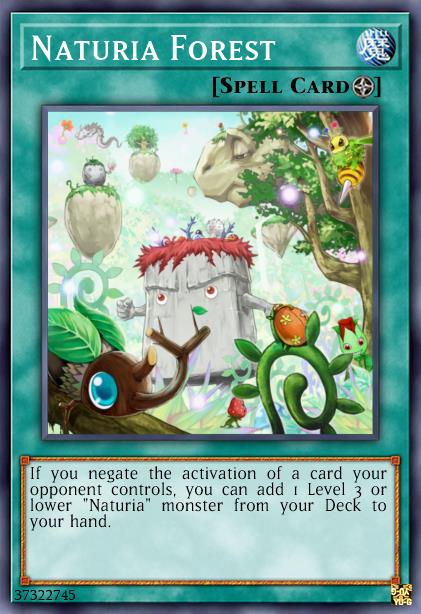 Naturia Forest
[Spell Card]
If you negate the activation of a card your
opponent controls, you can add 1 Level 3 or
lower "Naturia" monster from your Deck to
your hand.
37322745